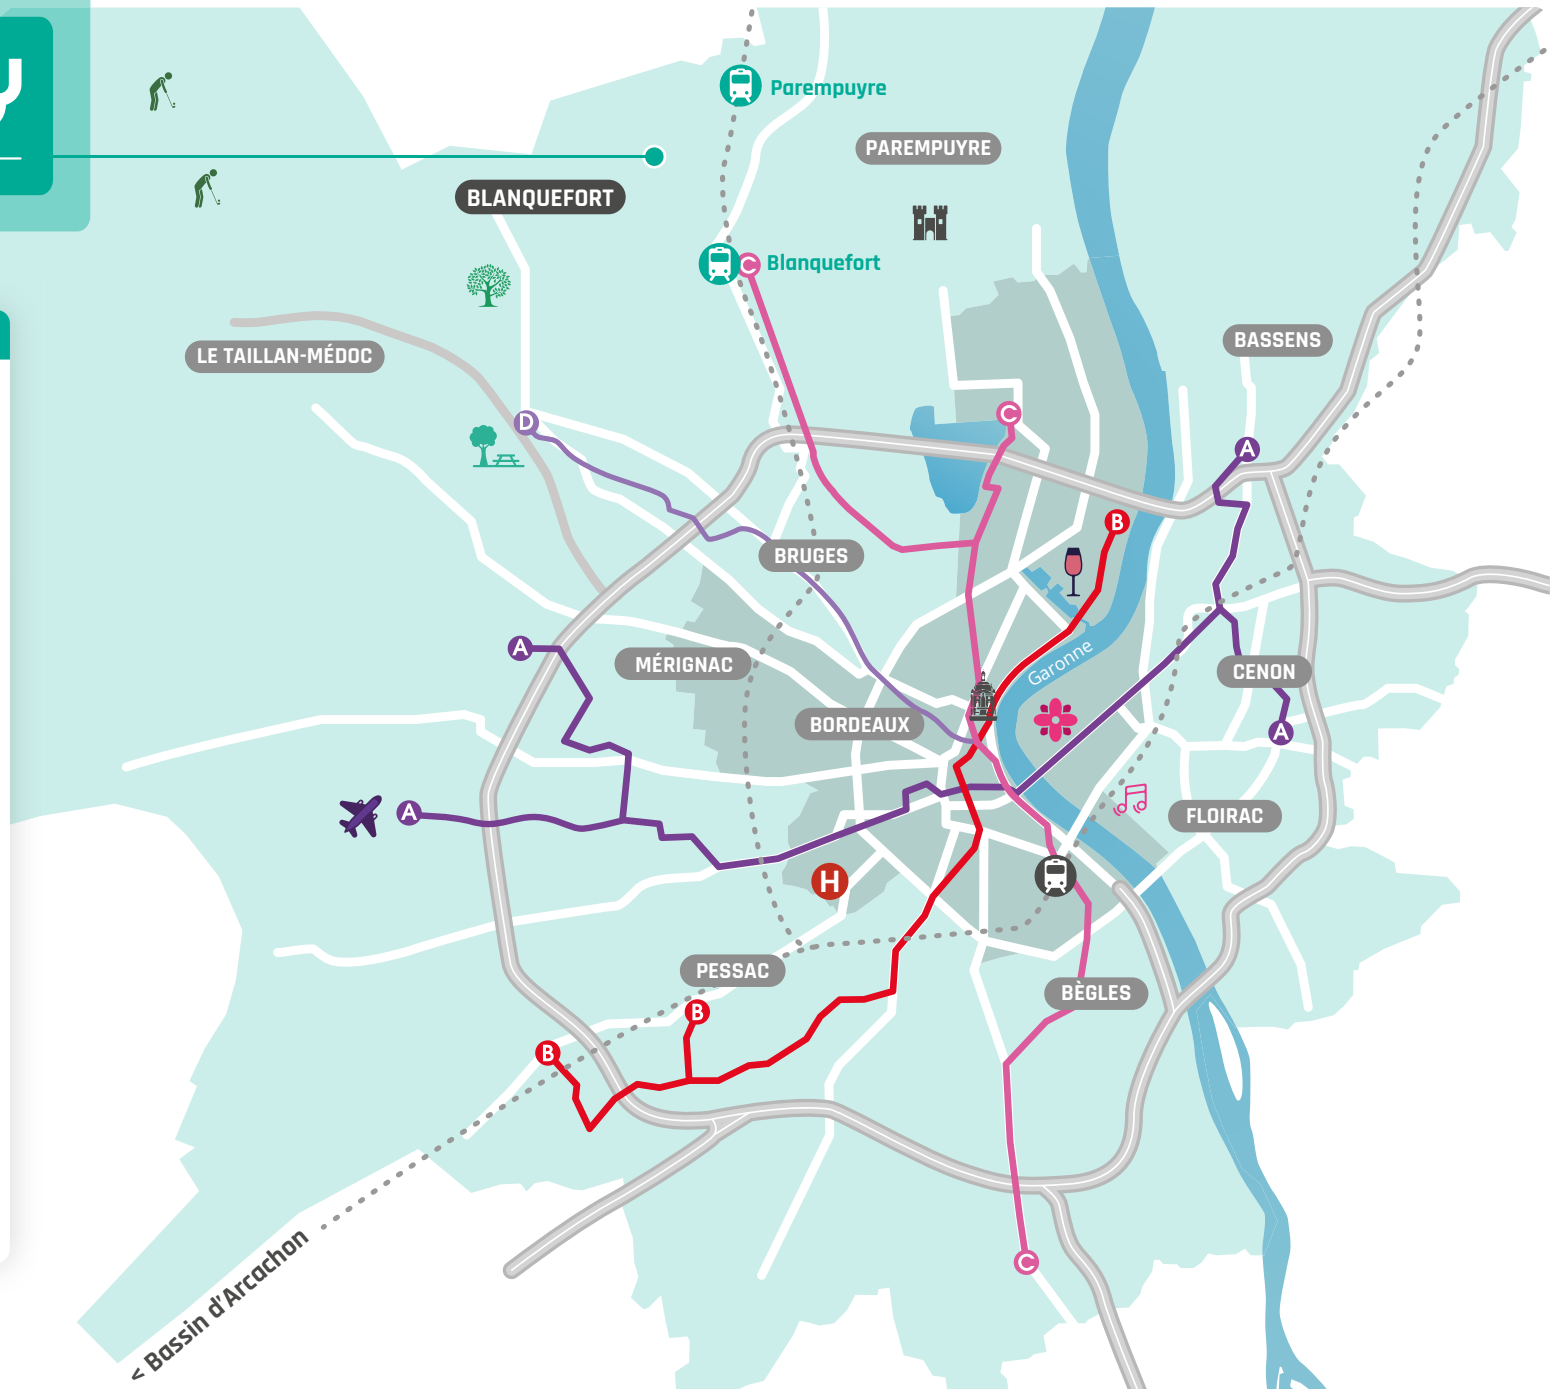 y
Parempuyre
PAREMPUYRE
BLANQUEFORT
C
Blanquefort
BASSENS
LE TAILLAN-MÉDOC
C
D
A
B
BRUGES
A
MÉRIGNAC
Garonne
CENON
BORDEAUX
A
A
FLOIRAC
H
PESSAC
BÈGLES
B
B
C
< Bassin d'Arcachon